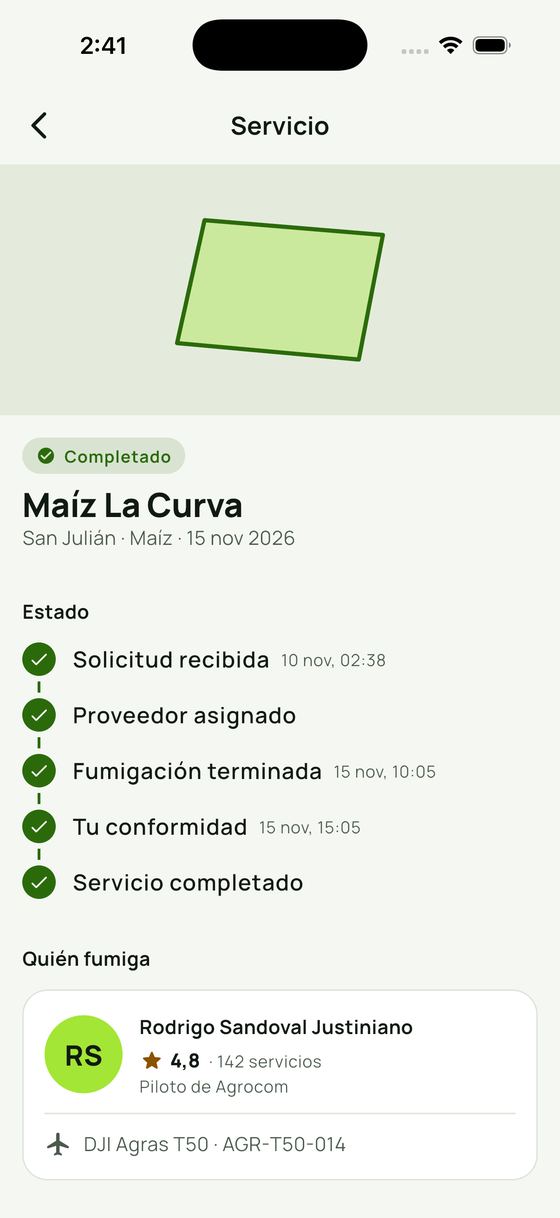 2:41
Servicio
Completado
Maíz La Curva
San Julián · Maíz · 15 nov 2026
Estado
Solicitud recibida 10 nov, 02:38
Proveedor asignado
Fumigación terminada 15 nov, 10:05
Tu conformidad 15 nov, 15:05
Servicio completado
Quién fumiga
RS
Rodrigo Sandoval Justiniano
4,8 · 142 servicios
Piloto de Agrocom
DJI Agras T50 · AGR-T50-014